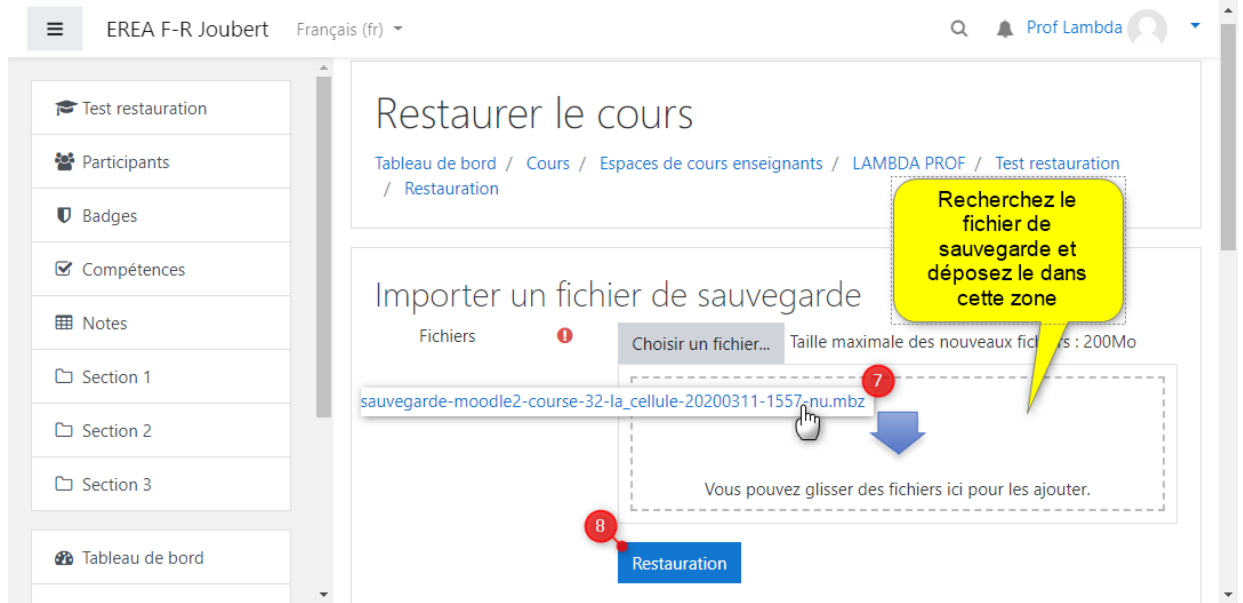 EREA F-R Joubert Français (fr) Prof Lambda
Test restauration
Participants
Badges
Compétences
Notes
Section 1
Section 2
Section 3
Tableau de bord
Restaurer le cours
Tableau de bord / Cours / Espaces de cours enseignants / LAMBDA PROF / Test restauration
/ Restauration
Recherchez le
fichier de
sauvegarde et
déposez le dans
cette zone
Importer un fichier de sauvegarde
Fichiers
Choisir un fichier... Taille maximale des nouveaux fichiers : 200Mo
7
sauvegarde-moodle2-course-32-la_cellule-20200311-1557-nu.mbz
Vous pouvez glisser des fichiers ici pour les ajouter.
8
Restauration